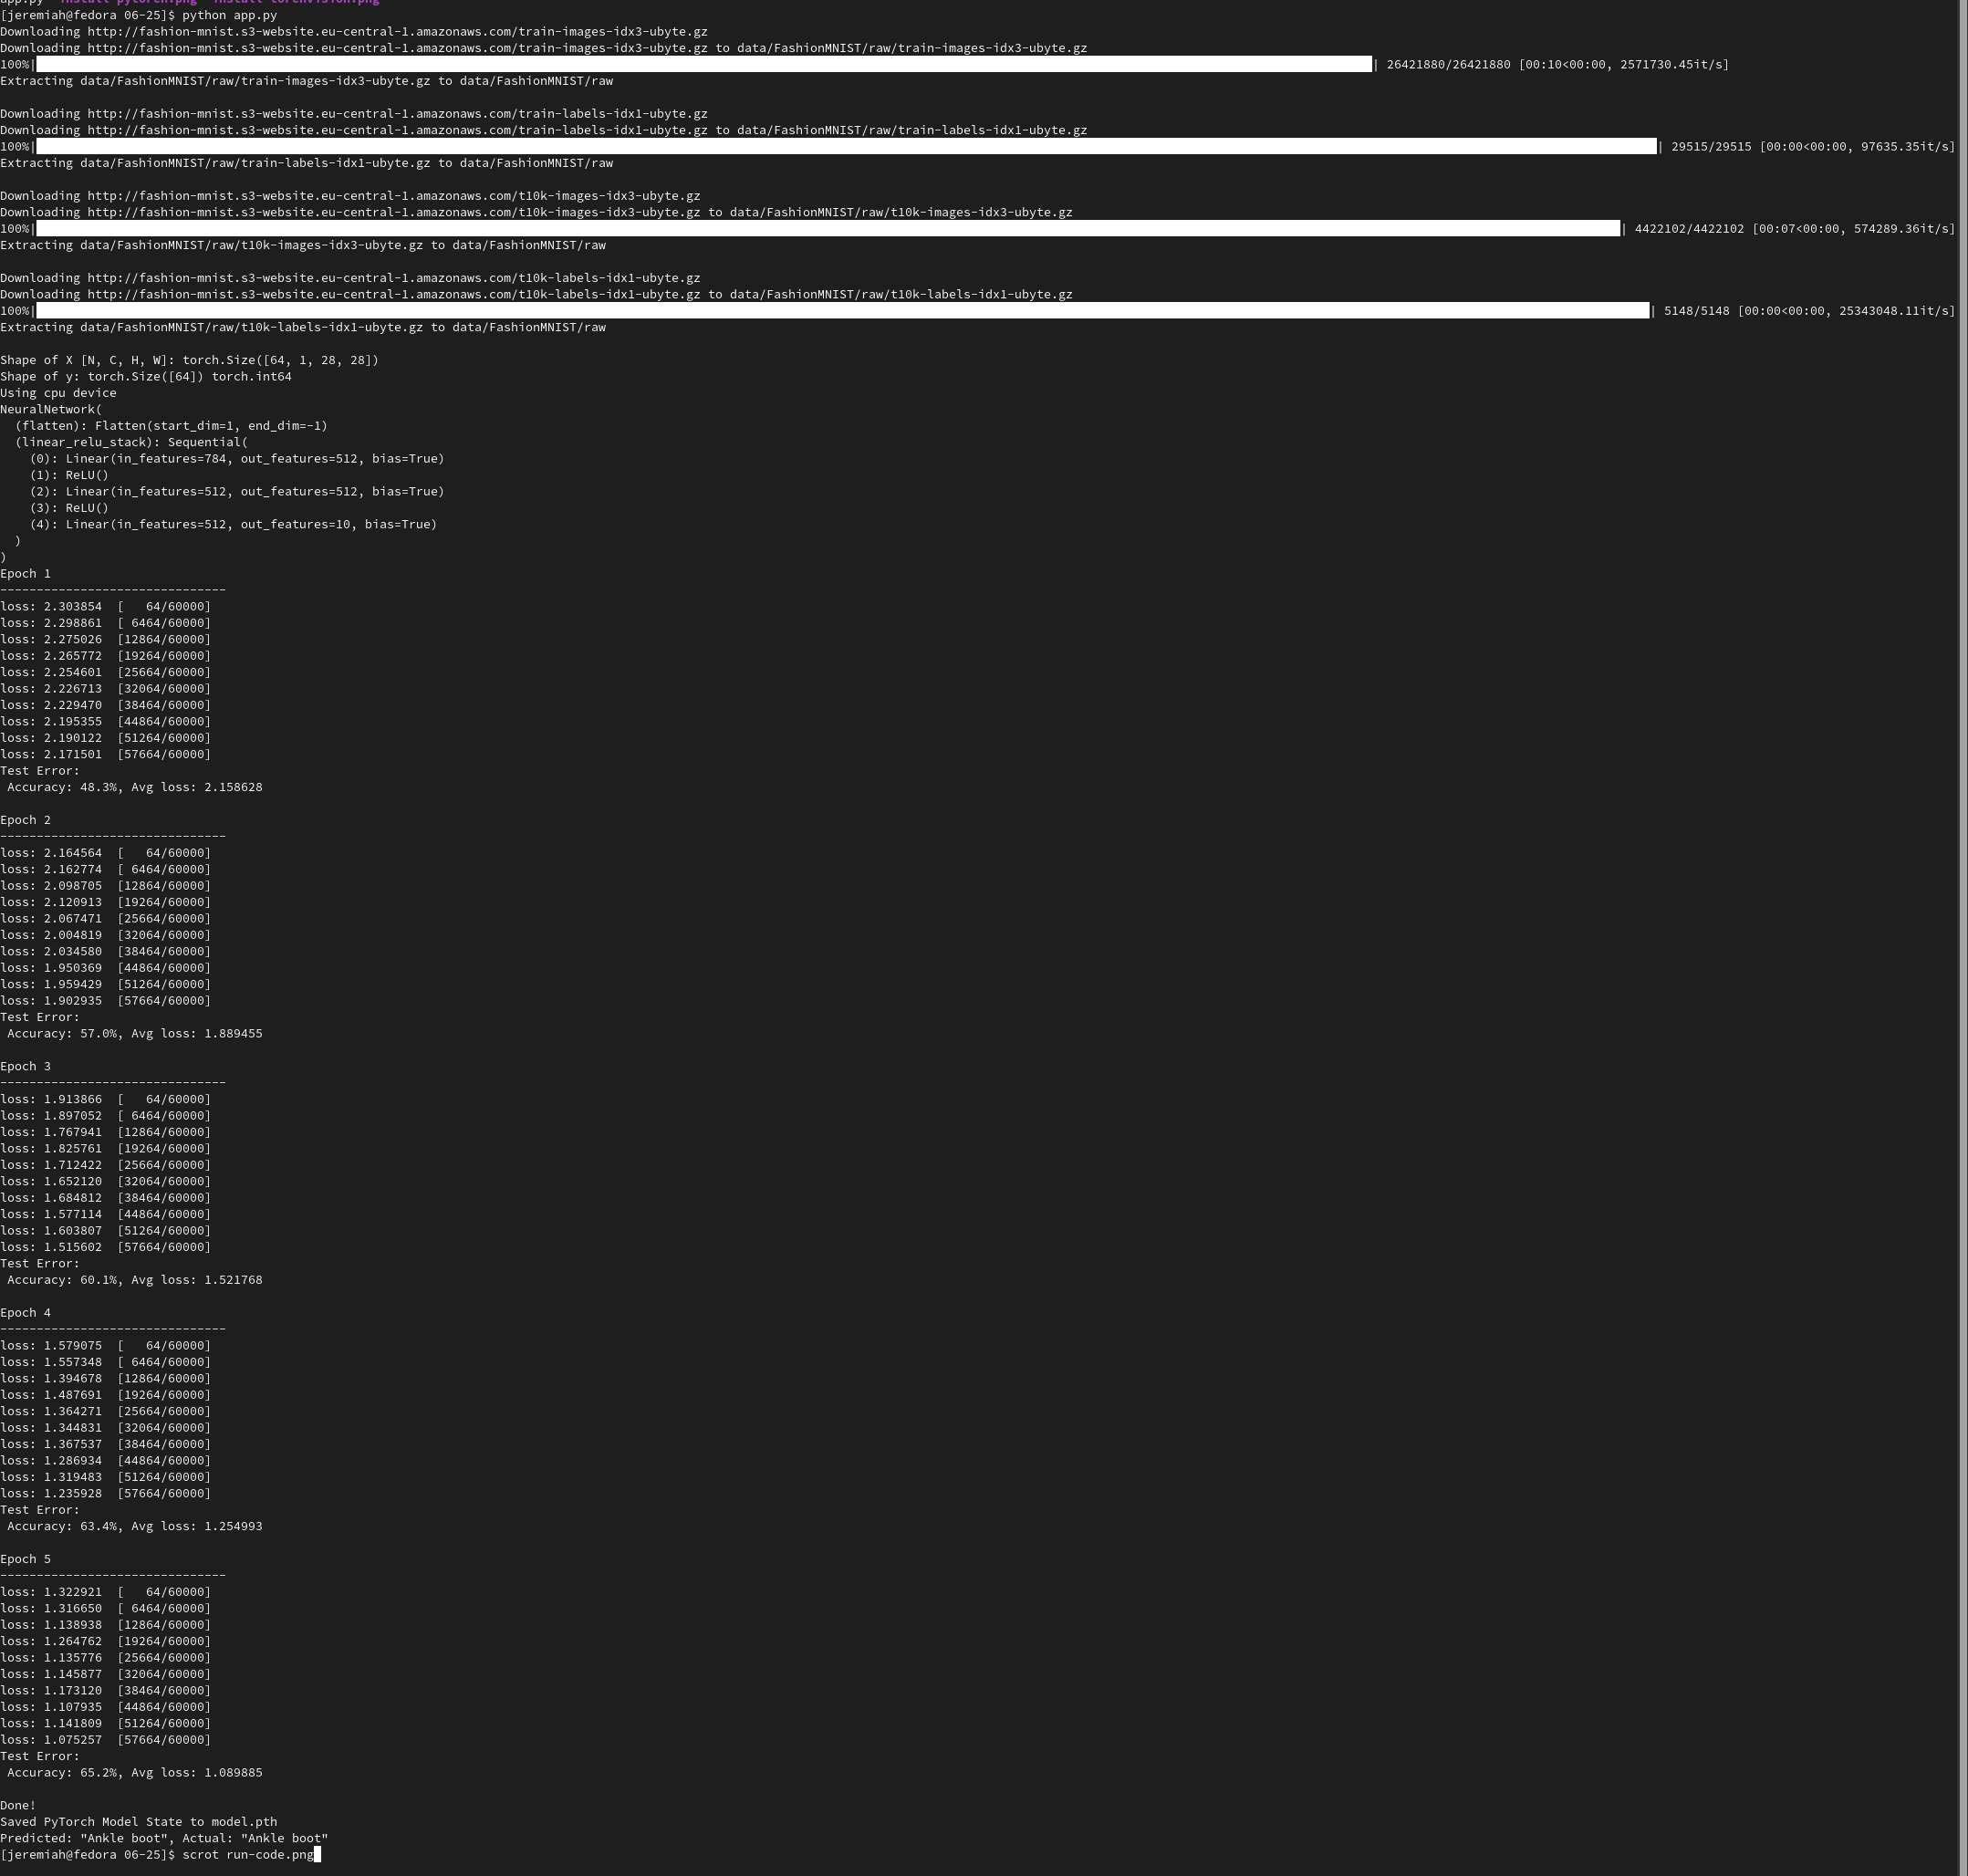 app.py install-pytorch.png install-torchvision.png
[jeremiah@fedora 06-25]$ python app.py
Downloading http://fashion-mnist.s3-website.eu-central-1.amazonaws.com/train-images-idx3-ubyte.gz
Downloading http://fashion-mnist.s3-website.eu-central-1.amazonaws.com/train-images-idx3-ubyte.gz to data/FashionMNIST/raw/train-images-idx3-ubyte.gz
100%| | 26421880/26421880 [00:10<00:00, 2571730.45it/s]
Extracting data/FashionMNIST/raw/train-images-idx3-ubyte.gz to data/FashionMNIST/raw

Downloading http://fashion-mnist.s3-website.eu-central-1.amazonaws.com/train-labels-idx1-ubyte.gz
Downloading http://fashion-mnist.s3-website.eu-central-1.amazonaws.com/train-labels-idx1-ubyte.gz to data/FashionMNIST/raw/train-labels-idx1-ubyte.gz
100%| | 29515/29515 [00:00<00:00, 97635.35it/s]
Extracting data/FashionMNIST/raw/train-labels-idx1-ubyte.gz to data/FashionMNIST/raw

Downloading http://fashion-mnist.s3-website.eu-central-1.amazonaws.com/t10k-images-idx3-ubyte.gz
Downloading http://fashion-mnist.s3-website.eu-central-1.amazonaws.com/t10k-images-idx3-ubyte.gz to data/FashionMNIST/raw/t10k-images-idx3-ubyte.gz
100%| | 4422102/4422102 [00:07<00:00, 574289.36it/s]
Extracting data/FashionMNIST/raw/t10k-images-idx3-ubyte.gz to data/FashionMNIST/raw

Downloading http://fashion-mnist.s3-website.eu-central-1.amazonaws.com/t10k-labels-idx1-ubyte.gz
Downloading http://fashion-mnist.s3-website.eu-central-1.amazonaws.com/t10k-labels-idx1-ubyte.gz to data/FashionMNIST/raw/t10k-labels-idx1-ubyte.gz
100%| | 5148/5148 [00:00<00:00, 25343048.11it/s]
Extracting data/FashionMNIST/raw/t10k-labels-idx1-ubyte.gz to data/FashionMNIST/raw

Shape of X [N, C, H, W]: torch.Size([64, 1, 28, 28])
Shape of y: torch.Size([64]) torch.int64
Using cpu device
NeuralNetwork(
  (flatten): Flatten(start_dim=1, end_dim=-1)
  (linear_relu_stack): Sequential(
    (0): Linear(in_features=784, out_features=512, bias=True)
    (1): ReLU()
    (2): Linear(in_features=512, out_features=512, bias=True)
    (3): ReLU()
    (4): Linear(in_features=512, out_features=10, bias=True)
  )
)
Epoch 1
-------------------------------
loss: 2.303854  [   64/60000]
loss: 2.298861  [ 6464/60000]
loss: 2.275026  [12864/60000]
loss: 2.265772  [19264/60000]
loss: 2.254601  [25664/60000]
loss: 2.226713  [32064/60000]
loss: 2.229470  [38464/60000]
loss: 2.195355  [44864/60000]
loss: 2.190122  [51264/60000]
loss: 2.171501  [57664/60000]
Test Error:
 Accuracy: 48.3%, Avg loss: 2.158628

Epoch 2
-------------------------------
loss: 2.164564  [   64/60000]
loss: 2.162774  [ 6464/60000]
loss: 2.098705  [12864/60000]
loss: 2.120913  [19264/60000]
loss: 2.067471  [25664/60000]
loss: 2.004819  [32064/60000]
loss: 2.034580  [38464/60000]
loss: 1.950369  [44864/60000]
loss: 1.959429  [51264/60000]
loss: 1.902935  [57664/60000]
Test Error:
 Accuracy: 57.0%, Avg loss: 1.889455

Epoch 3
-------------------------------
loss: 1.913866  [   64/60000]
loss: 1.897052  [ 6464/60000]
loss: 1.767941  [12864/60000]
loss: 1.825761  [19264/60000]
loss: 1.712422  [25664/60000]
loss: 1.652120  [32064/60000]
loss: 1.684812  [38464/60000]
loss: 1.577114  [44864/60000]
loss: 1.603807  [51264/60000]
loss: 1.515602  [57664/60000]
Test Error:
 Accuracy: 60.1%, Avg loss: 1.521768

Epoch 4
-------------------------------
loss: 1.579075  [   64/60000]
loss: 1.557348  [ 6464/60000]
loss: 1.394678  [12864/60000]
loss: 1.487691  [19264/60000]
loss: 1.364271  [25664/60000]
loss: 1.344831  [32064/60000]
loss: 1.367537  [38464/60000]
loss: 1.286934  [44864/60000]
loss: 1.319483  [51264/60000]
loss: 1.235928  [57664/60000]
Test Error:
 Accuracy: 63.4%, Avg loss: 1.254993

Epoch 5
-------------------------------
loss: 1.322921  [   64/60000]
loss: 1.316650  [ 6464/60000]
loss: 1.138938  [12864/60000]
loss: 1.264762  [19264/60000]
loss: 1.135776  [25664/60000]
loss: 1.145877  [32064/60000]
loss: 1.173120  [38464/60000]
loss: 1.107935  [44864/60000]
loss: 1.141809  [51264/60000]
loss: 1.075257  [57664/60000]
Test Error:
 Accuracy: 65.2%, Avg loss: 1.089885

Done!
Saved PyTorch Model State to model.pth
Predicted: "Ankle boot", Actual: "Ankle boot"
[jeremiah@fedora 06-25]$ scrot run-code.png